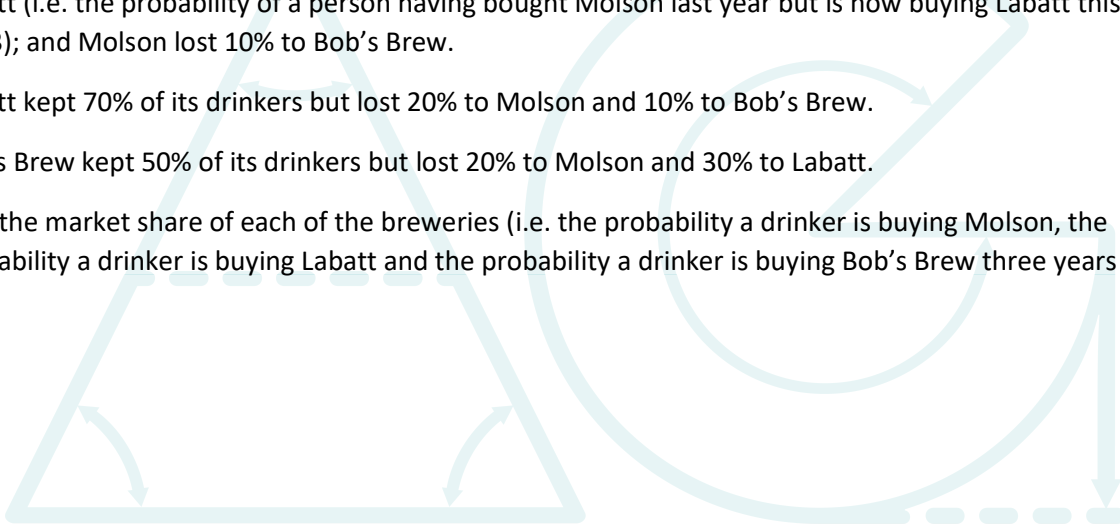 tt (i.e. the probability of a person having bought Molson last year but is now buying Labatt this
3); and Molson lost 10% to Bob’s Brew.
tt kept 70% of its drinkers but lost 20% to Molson and 10% to Bob’s Brew.
s Brew kept 50% of its drinkers but lost 20% to Molson and 30% to Labatt.
the market share of each of the breweries (i.e. the probability a drinker is buying Molson, the
ability a drinker is buying Labatt and the probability a drinker is buying Bob’s Brew three years